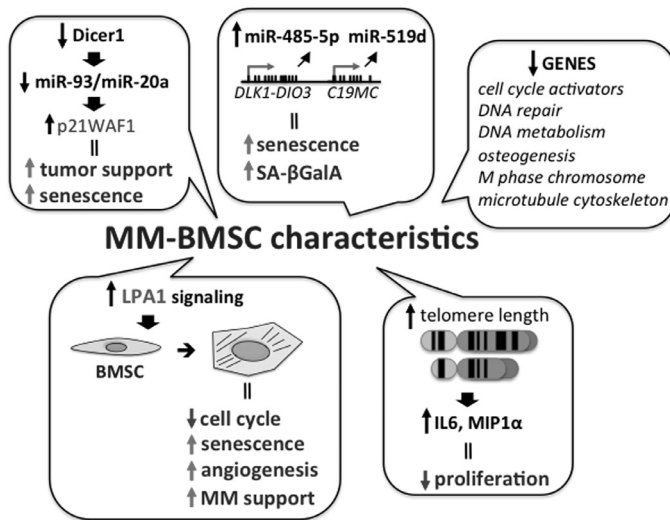 ↓ Dicer1
↓ miR-93/miR-20a
↑ p21WAF1
=
↑ tumor support
↑ senescence
↑ miR-485-5p ↗ miR-519d ↗
DLK1-DIO3 C19MC
=
↑ senescence
↑ SA-βGalA
↓ GENES
cell cycle activators
DNA repair
DNA metabolism
osteogenesis
M phase chromosome
microtubule cytoskeleton
MM-BMSC characteristics
↑ LPA1 signaling
BMSC
=
↓ cell cycle
↑ senescence
↑ angiogenesis
↑ MM support
↑ telomere length
↑ IL6, MIP1α
=
↓ proliferation